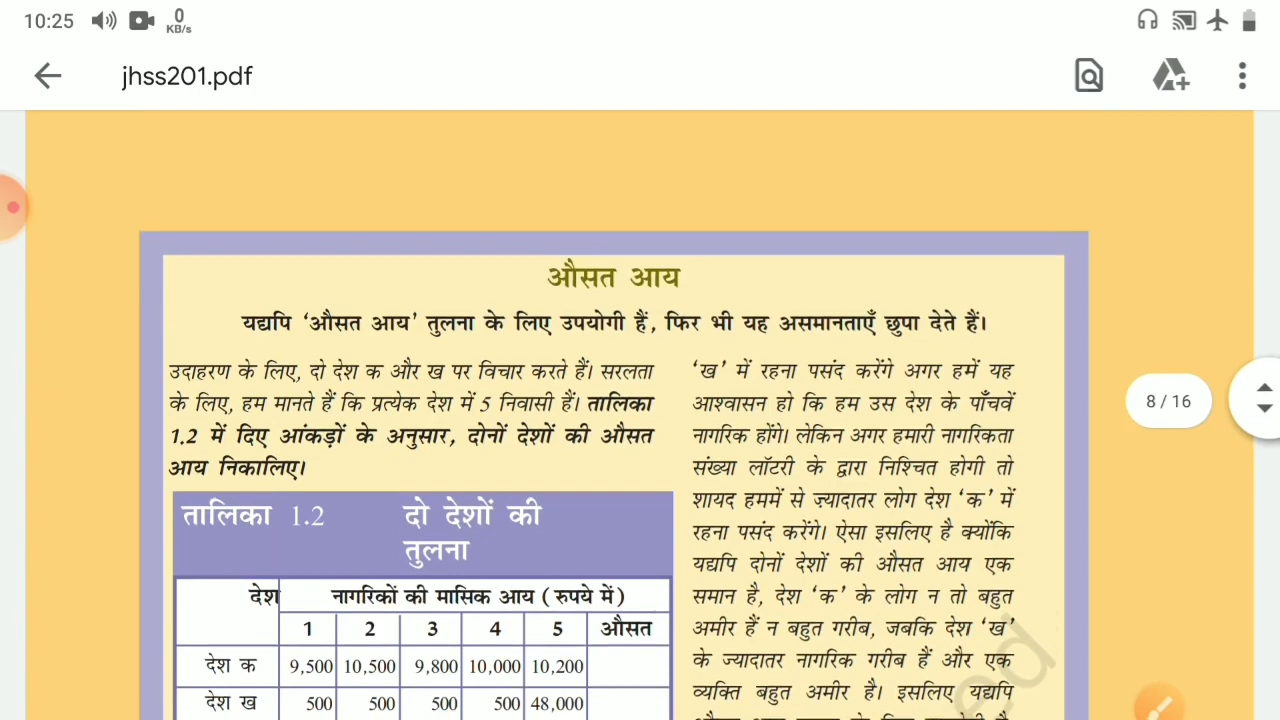 10:25
0
KB/s
jhss201.pdf
औसत आय
यद्यपि ‘औसत आय’ तुलना के लिए उपयोगी हैं, फिर भी यह असमानताएँ छुपा देते हैं।
उदाहरण के लिए, दो देश क और ख पर विचार करते हैं। सरलता
के लिए, हम मानते हैं कि प्रत्येक देश में 5 निवासी हैं। तालिका
1.2 में दिए आंकड़ों के अनुसार, दोनों देशों की औसत
आय निकालिए।
तालिका 1.2 दो देशों की
तुलना
देश नागरिकों की मासिक आय (रुपये में)
1 2 3 4 5 औसत
देश क 9,500 10,500 9,800 10,000 10,200
देश ख 500 500 500 500 48,000
‘ख’ में रहना पसंद करेंगे अगर हमें यह
आश्वासन हो कि हम उस देश के पाँचवें
नागरिक होंगे। लेकिन अगर हमारी नागरिकता
संख्या लॉटरी के द्वारा निश्चित होगी तो
शायद हममें से ज़्यादातर लोग देश ‘क’ में
रहना पसंद करेंगे। ऐसा इसलिए है क्योंकि
यद्यपि दोनों देशों की औसत आय एक
समान है, देश ‘क’ के लोग न तो बहुत
अमीर हैं न बहुत गरीब, जबकि देश ‘ख’
के ज्यादातर नागरिक गरीब हैं और एक
व्यक्ति बहुत अमीर है। इसलिए यद्यपि
8 / 16